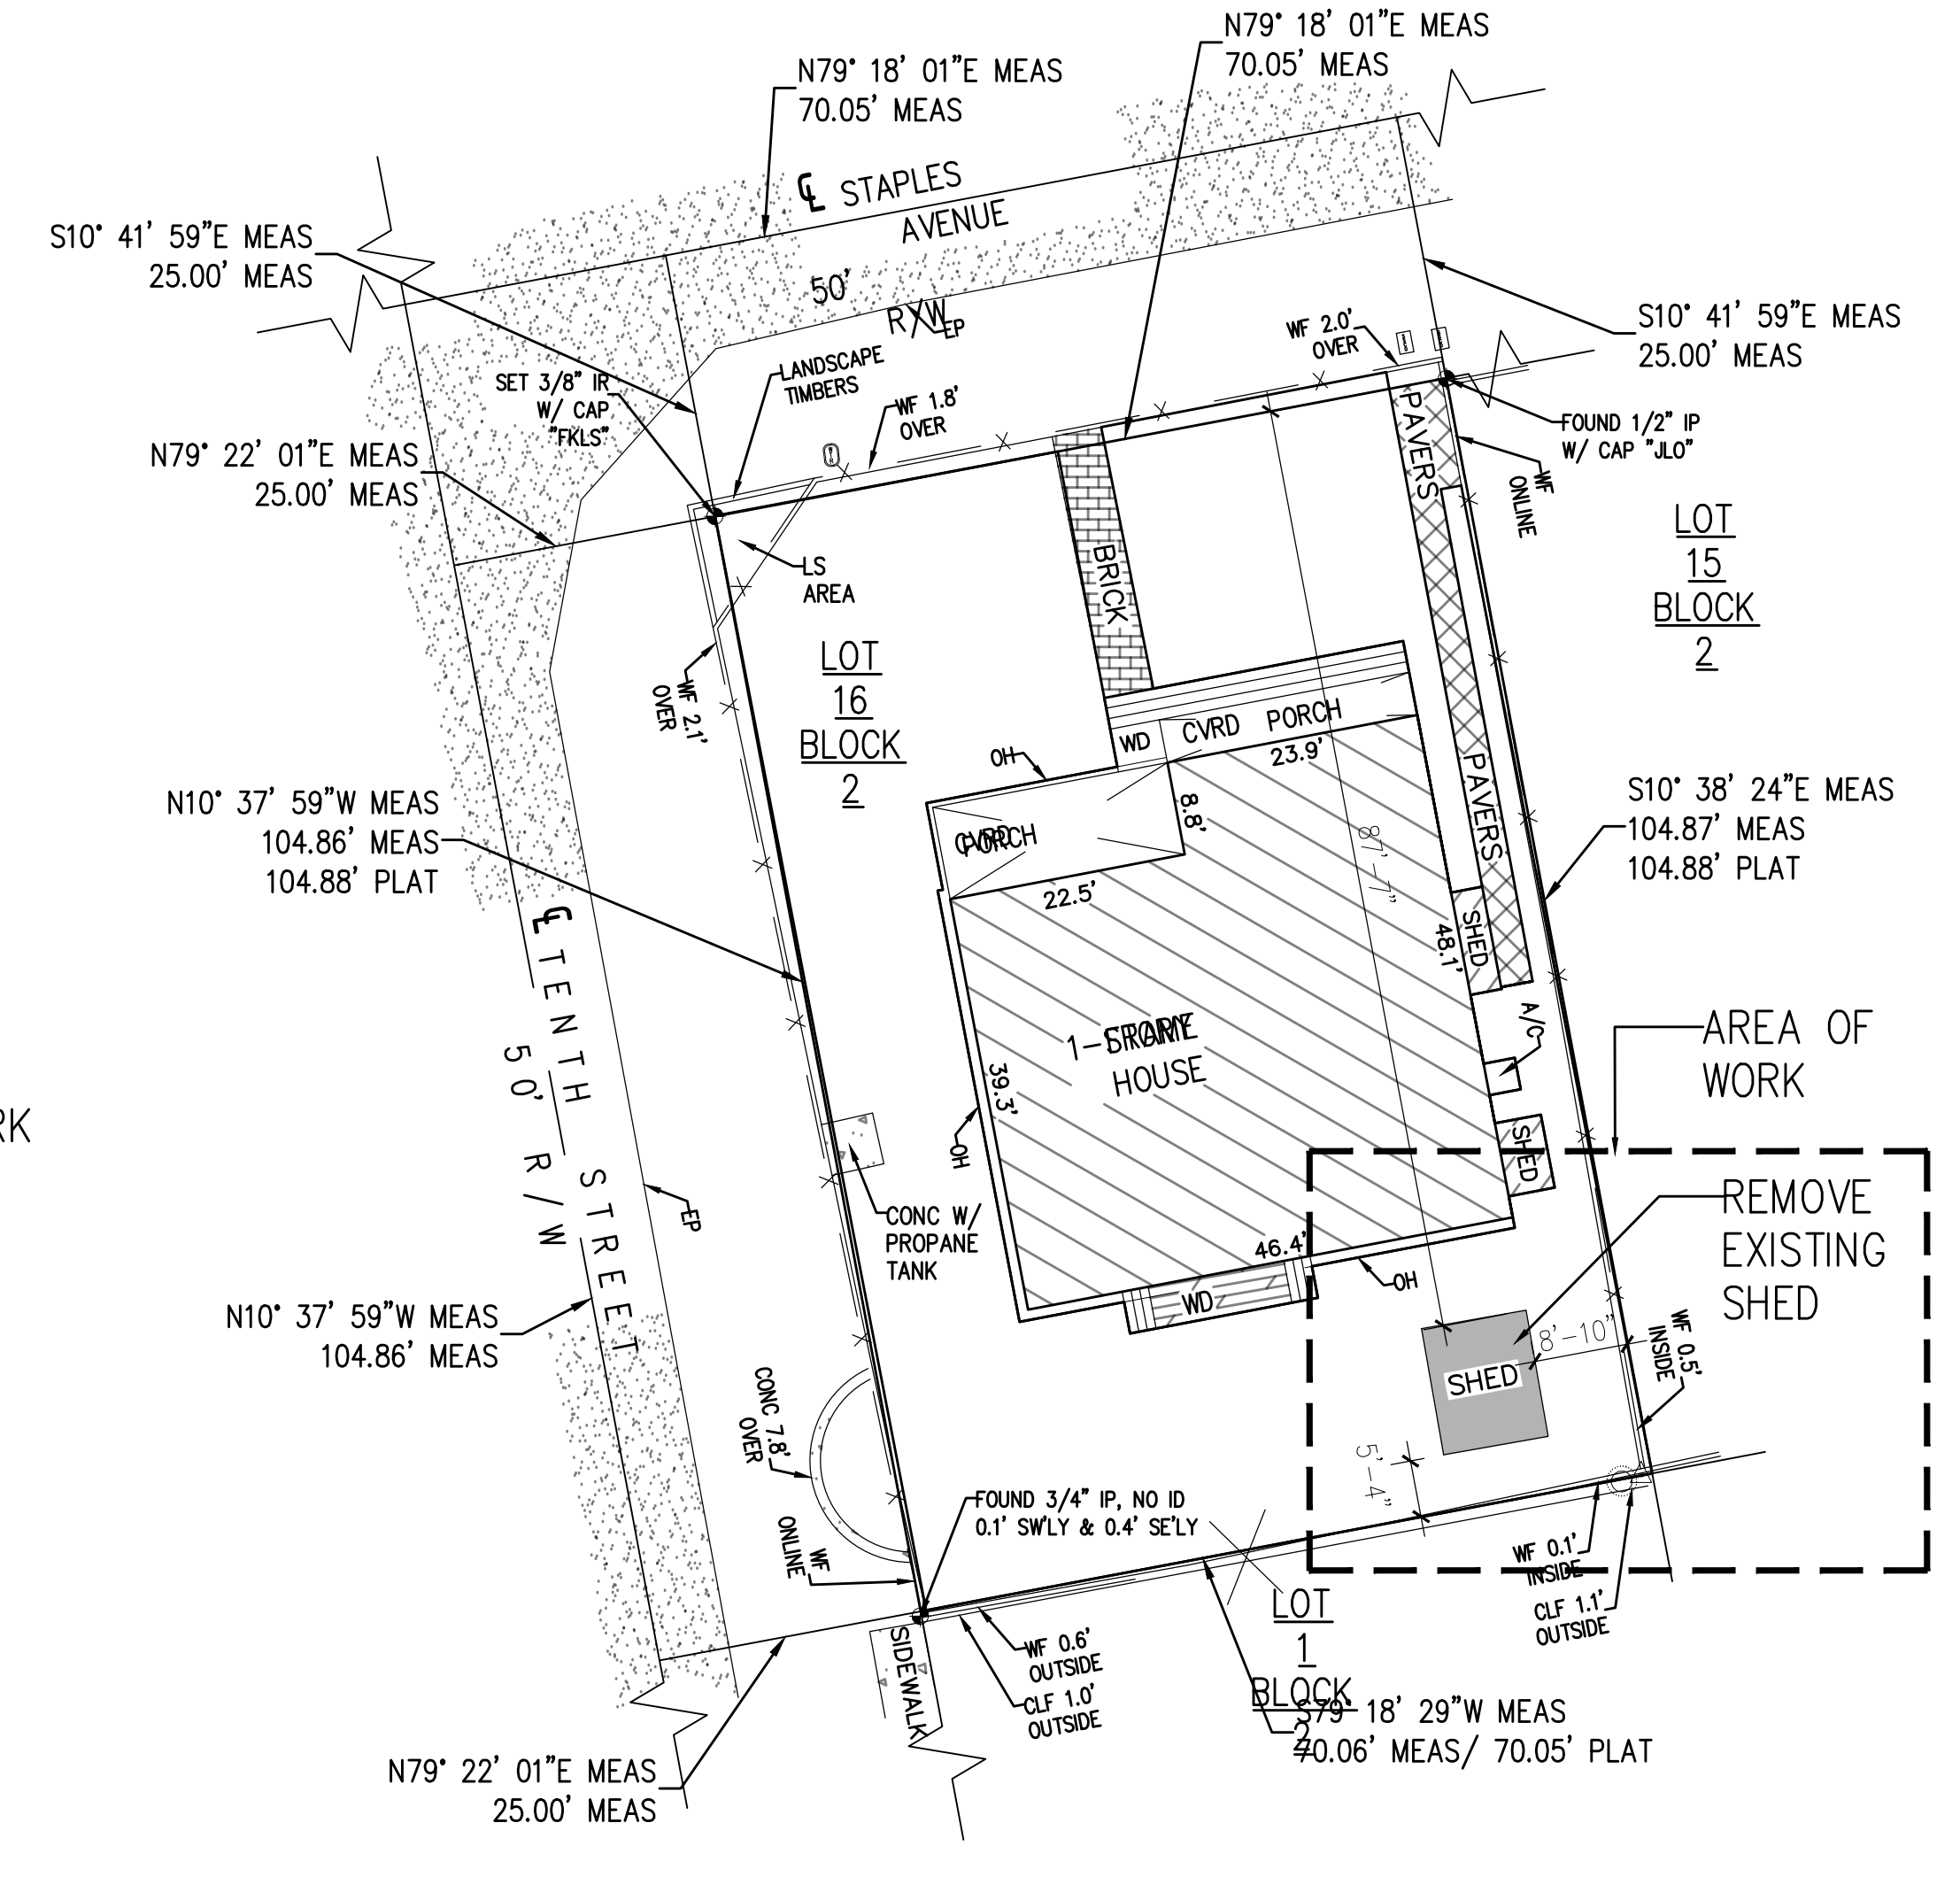 N79° 18' 01"E MEAS
70.05' MEAS
N79° 18' 01"E MEAS
70.05' MEAS
℄ STAPLES
AVENUE
50'
R/W
EP
S10° 41' 59"E MEAS
25.00' MEAS
S10° 41' 59"E MEAS
25.00' MEAS
WF 2.0'
OVER
LANDSCAPE
TIMBERS
SET 3/8" IR
W/ CAP
"FKLS"
WF 1.8'
OVER
FOUND 1/2" IP
W/ CAP "JLO"
N79° 22' 01"E MEAS
25.00' MEAS
PAVERS
WF
ONLINE
LOT
15
BLOCK
2
LS
AREA
BRICK
LOT
16
BLOCK
2
WF 2.1'
OVER
OH
WD
CVRD PORCH
23.9'
8.8'
CVRD
PORCH
22.5'
87'-7"
PAVERS
SHED
48.1'
N10° 37' 59"W MEAS
104.86' MEAS
104.88' PLAT
S10° 38' 24"E MEAS
104.87' MEAS
104.88' PLAT
℄ TENTH STREET
50' R/W
EP
A/C
AREA OF
WORK
RK
1-STORY
FRAME
HOUSE
39.3'
OH
SHED
REMOVE
EXISTING
SHED
CONC W/
PROPANE
TANK
46.4'
WD
OH
N10° 37' 59"W MEAS
104.86' MEAS
8'-10"
WF 0.5'
INSIDE
SHED
CONC 7.8'
OVER
5'-4"
FOUND 3/4" IP, NO ID
0.1' SW'LY & 0.4' SE'LY
WF
ONLINE
WF 0.1'
INSIDE
CLF 1.1'
OUTSIDE
LOT
1
BLOCK
2
SIDEWALK
WF 0.6'
OUTSIDE
CLF 1.0'
OUTSIDE
S79° 18' 29"W MEAS
70.06' MEAS/ 70.05' PLAT
N79° 22' 01"E MEAS
25.00' MEAS